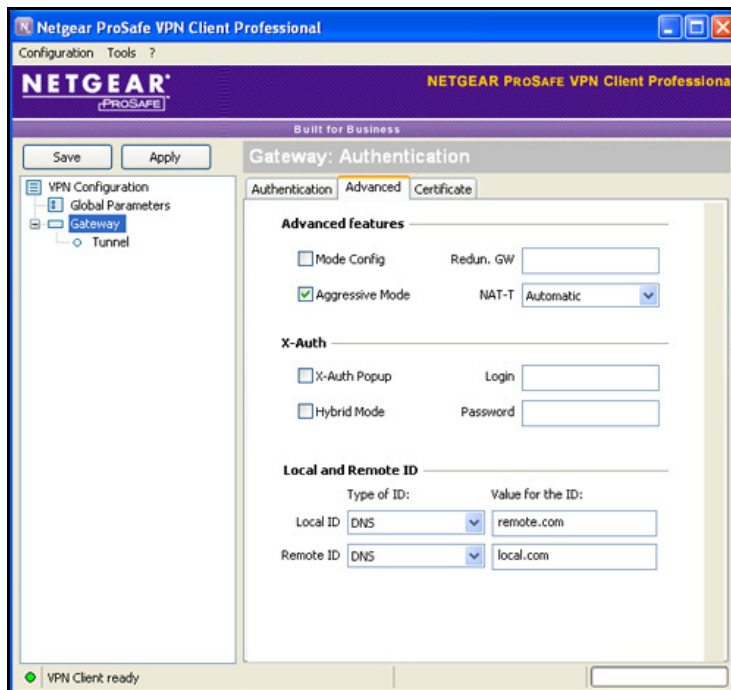 Netgear ProSafe VPN Client Professional
Configuration Tools ?
NETGEAR
PROSAFE
NETGEAR PROSAFE VPN Client Professiona
Built for Business
Save Apply
Gateway: Authentication
VPN Configuration
Global Parameters
Gateway
Tunnel
Authentication Advanced Certificate
Advanced features
Mode Config Redun. GW
Aggressive Mode NAT-T Automatic
X-Auth
X-Auth Popup Login
Hybrid Mode Password
Local and Remote ID
Type of ID: Value for the ID:
Local ID DNS remote.com
Remote ID DNS local.com
VPN Client ready